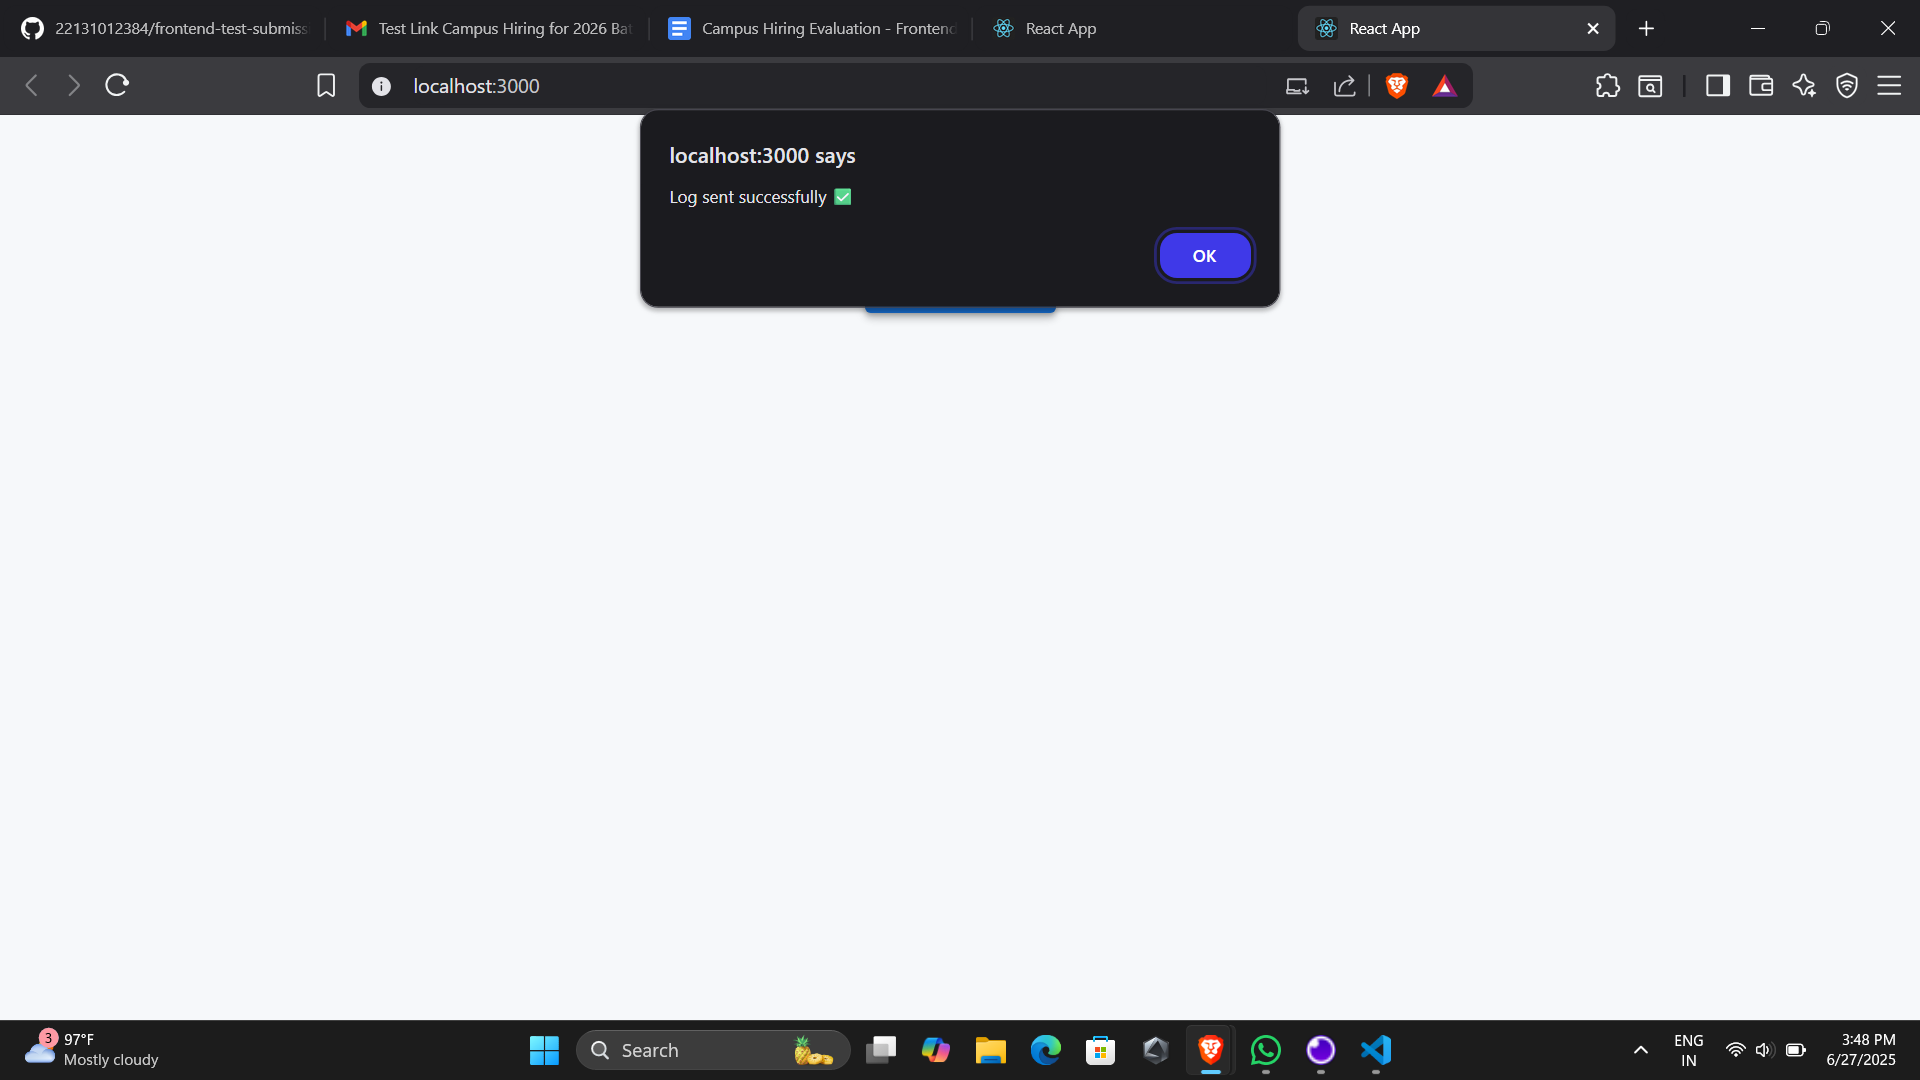 22131012384/frontend-test-submiss
Test Link Campus Hiring for 2026 Bat
Campus Hiring Evaluation - Frontend
React App
React App
localhost:3000
localhost:3000 says
Log sent successfully ✅
OK
3
97°F
Mostly cloudy
Search
ENG
IN
3:48 PM
6/27/2025